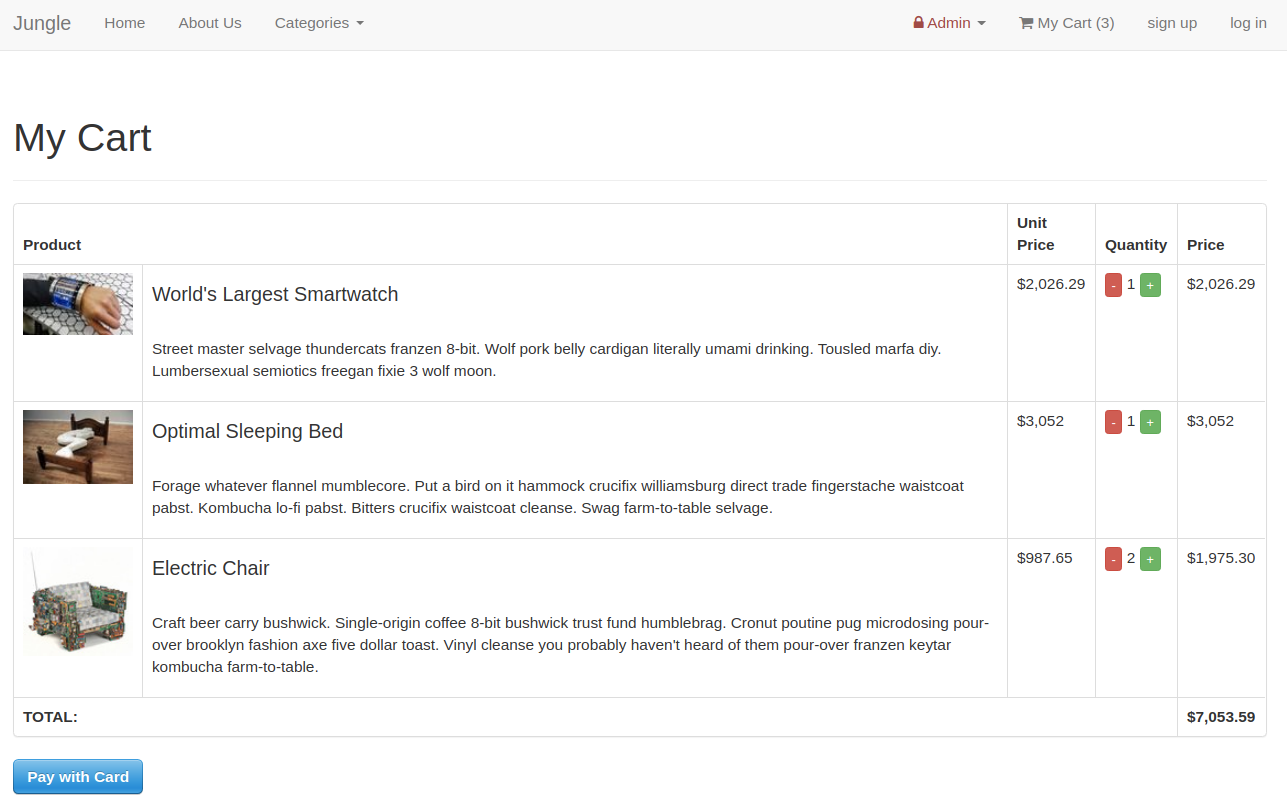 Jungle Home About Us Categories Admin My Cart (3) sign up log in
My Cart
Product Unit Price Quantity Price
World's Largest Smartwatch $2,026.29 - 1 + $2,026.29
Street master selvage thundercats franzen 8-bit. Wolf pork belly cardigan literally umami drinking. Tousled marfa diy.
Lumbersexual semiotics freegan fixie 3 wolf moon.
Optimal Sleeping Bed $3,052 - 1 + $3,052
Forage whatever flannel mumblecore. Put a bird on it hammock crucifix williamsburg direct trade fingerstache waistcoat
pabst. Kombucha lo-fi pabst. Bitters crucifix waistcoat cleanse. Swag farm-to-table selvage.
Electric Chair $987.65 - 2 + $1,975.30
Craft beer carry bushwick. Single-origin coffee 8-bit bushwick trust fund humblebrag. Cronut poutine pug microdosing pour-
over brooklyn fashion axe five dollar toast. Vinyl cleanse you probably haven't heard of them pour-over franzen keytar
kombucha farm-to-table.
TOTAL: $7,053.59
Pay with Card